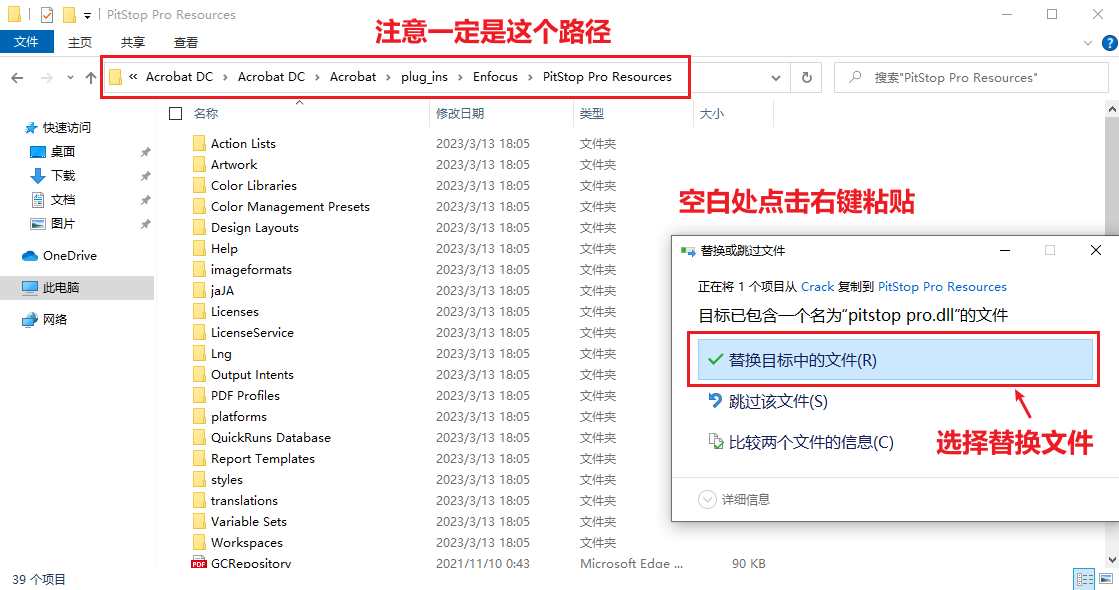 PitStop Pro Resources
注意一定是这个路径
文件 主页 共享 查看
« Acrobat DC › Acrobat DC › Acrobat › plug_ins › Enfocus › PitStop Pro Resources
搜索"PitStop Pro Resources"
名称 修改日期 类型 大小
快速访问
桌面
下载
文档
图片
OneDrive
此电脑
网络
Action Lists 2023/3/13 18:05 文件夹
Artwork 2023/3/13 18:05 文件夹
Color Libraries 2023/3/13 18:05 文件夹
Color Management Presets 2023/3/13 18:05 文件夹
Design Layouts 2023/3/13 18:05 文件夹
Help 2023/3/13 18:05 文件夹
imageformats 2023/3/13 18:05 文件夹
jaJA 2023/3/13 18:05 文件夹
Licenses 2023/3/13 18:05 文件夹
LicenseService 2023/3/13 18:05 文件夹
Lng 2023/3/13 18:05 文件夹
Output Intents 2023/3/13 18:05 文件夹
PDF Profiles 2023/3/13 18:05 文件夹
platforms 2023/3/13 18:05 文件夹
QuickRuns Database 2023/3/13 18:05 文件夹
Report Templates 2023/3/13 18:05 文件夹
styles 2023/3/13 18:05 文件夹
translations 2023/3/13 18:05 文件夹
Variable Sets 2023/3/13 18:05 文件夹
Workspaces 2023/3/13 18:05 文件夹
PDF GCRepository 2021/11/10 0:43 Microsoft Edge ... 90 KB
空白处点击右键粘贴
替换或跳过文件
正在将 1 个项目从 Crack 复制到 PitStop Pro Resources
目标已包含一个名为"pitstop pro.dll"的文件
替换目标中的文件(R)
跳过该文件(S)
比较两个文件的信息(C)
选择替换文件
详细信息
39 个项目